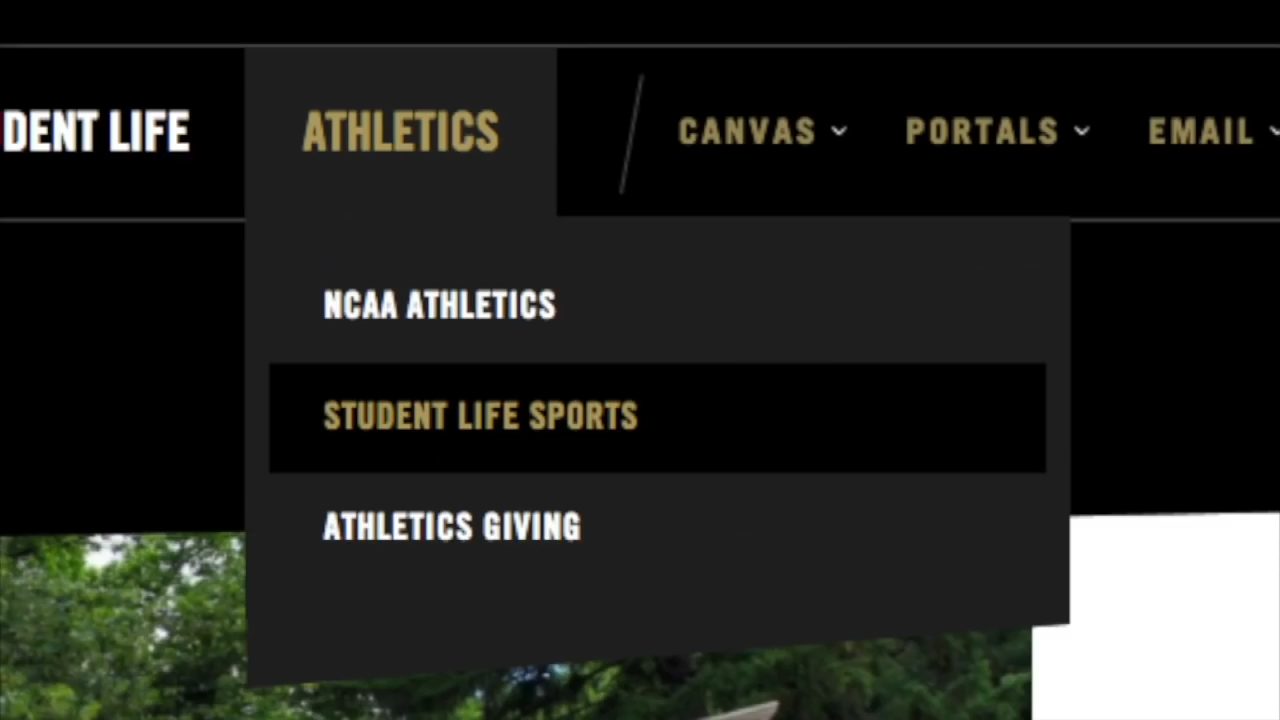 DENT LIFE ATHLETICS CANVAS PORTALS EMAIL
NCAA ATHLETICS
STUDENT LIFE SPORTS
ATHLETICS GIVING